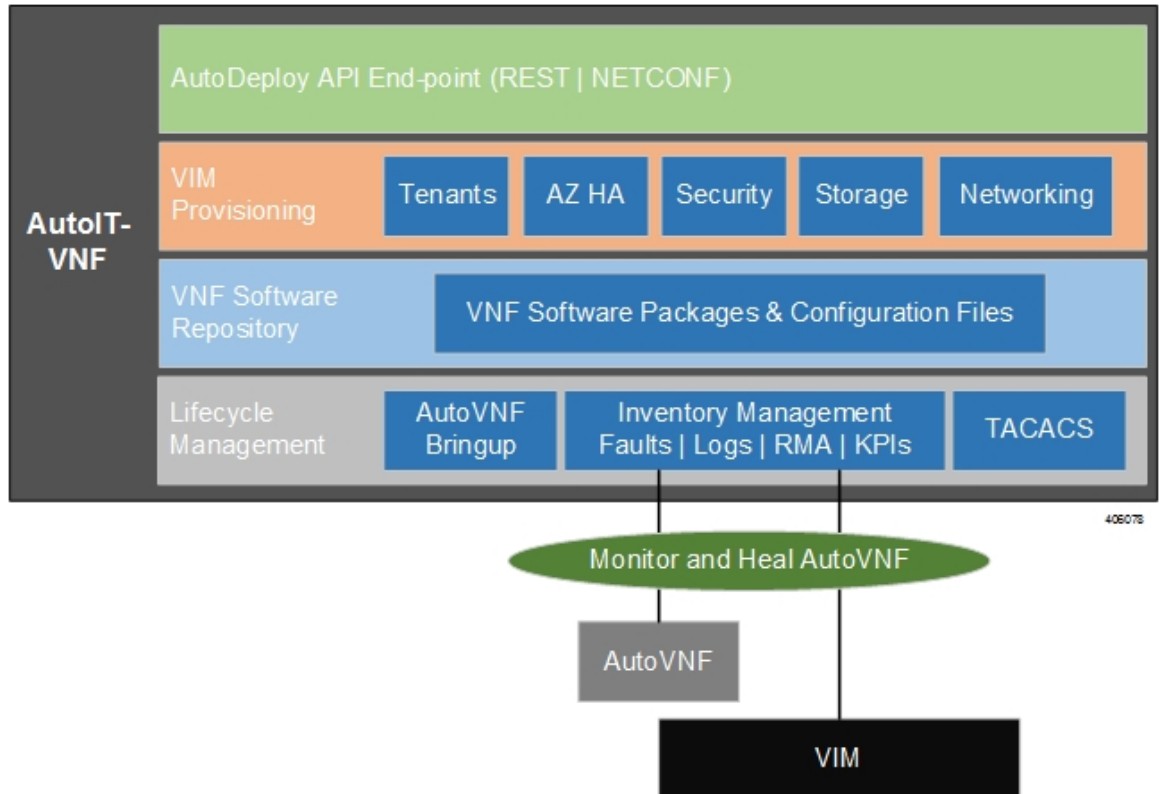 AutoDeploy API End-point (REST | NETCONF)
AutoIT-
VNF
VIM
Provisioning
Tenants
AZ HA
Security
Storage
Networking
VNF Software
Repository
VNF Software Packages & Configuration Files
Lifecycle
Management
AutoVNF
Bringup
Inventory Management
Faults | Logs | RMA | KPIs
TACACS
406078
Monitor and Heal AutoVNF
AutoVNF
VIM